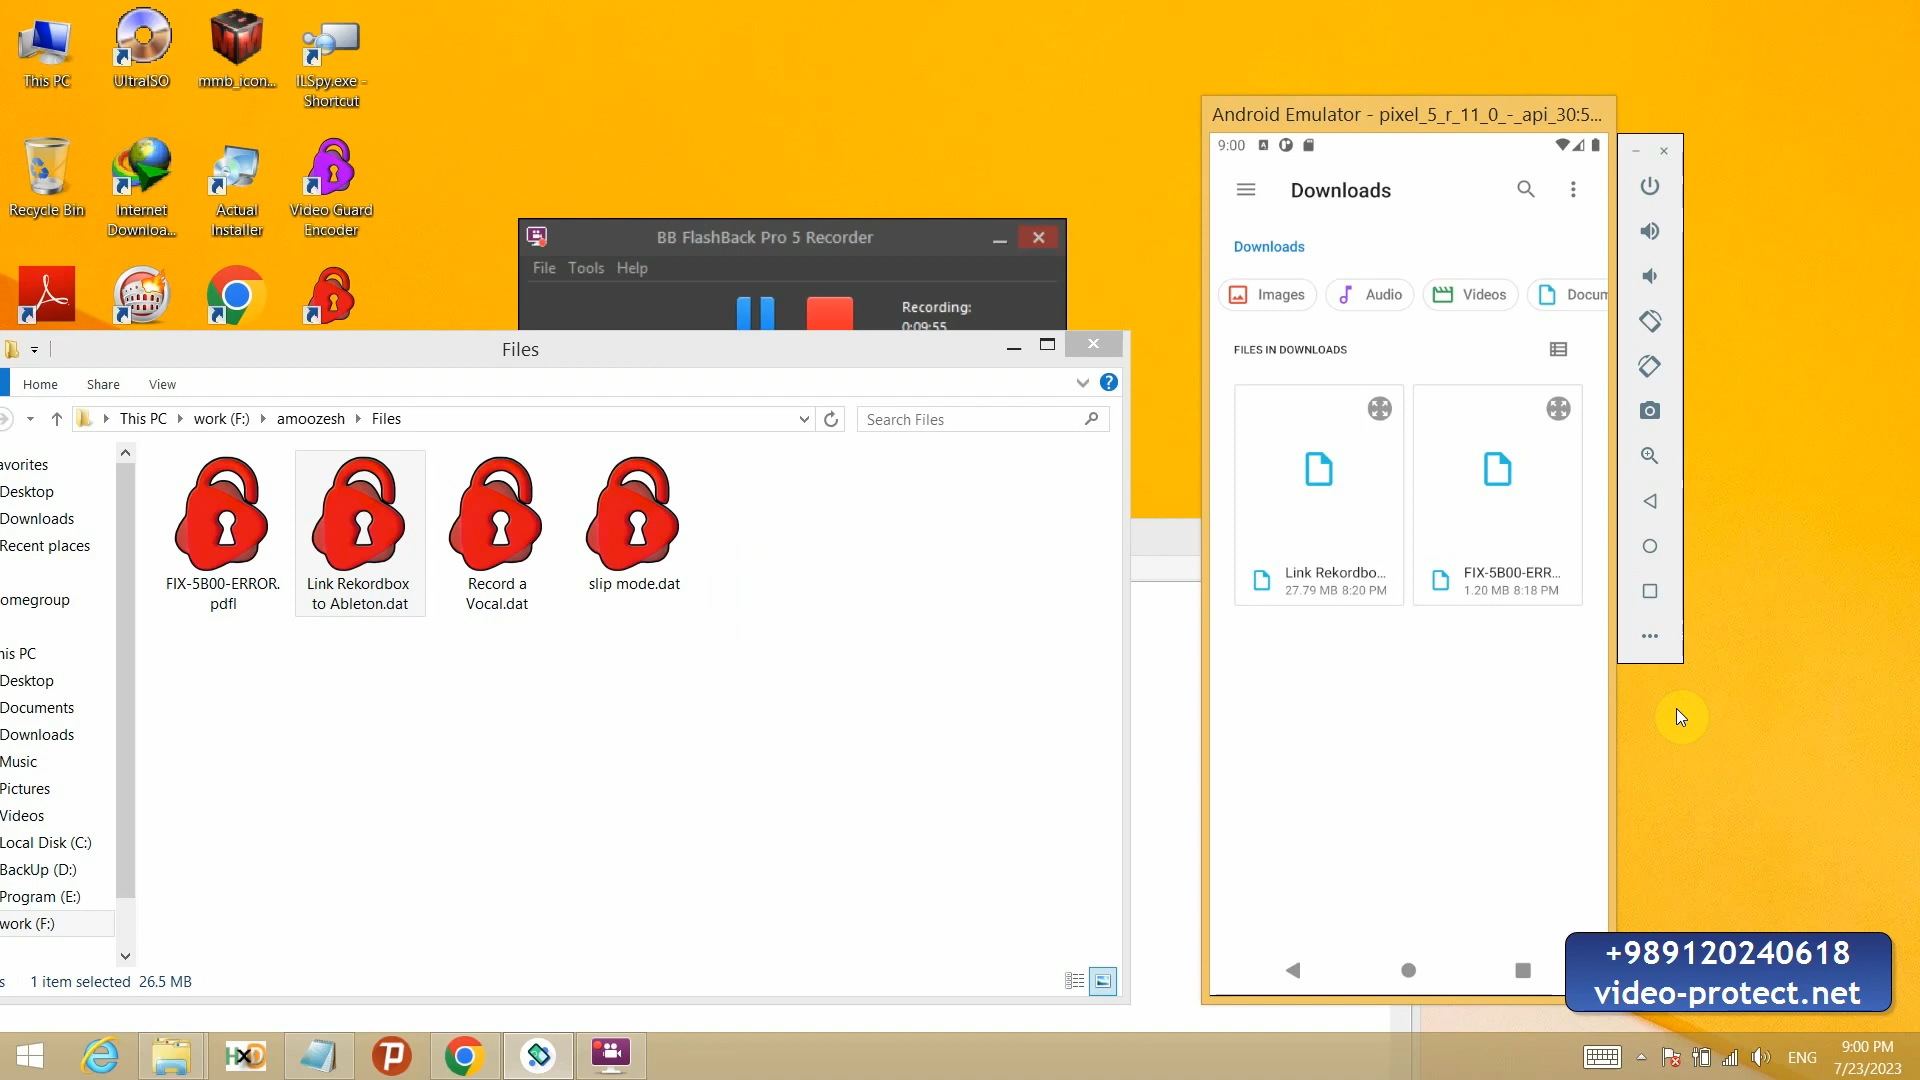 This PC
UltraISO
mmb_icon...
ILSpy.exe -
Shortcut
Recycle Bin
Internet
Downloa...
Actual
Installer
Video Guard
Encoder
BB FlashBack Pro 5 Recorder
File Tools Help
Recording:
0:09:55
Files
Home Share View
This PC work (F:) amoozesh Files
Search Files
avorites
Desktop
Downloads
Recent places
omegroup
his PC
Desktop
Documents
Downloads
Music
Pictures
Videos
Local Disk (C:)
BackUp (D:)
Program (E:)
work (F:)
FIX-5B00-ERROR.
pdfl
Link Rekordbox
to Ableton.dat
Record a
Vocal.dat
slip mode.dat
s 1 item selected 26.5 MB
Android Emulator - pixel_5_r_11_0_-_api_30:5...
9:00
Downloads
Downloads
Images
Audio
Videos
Docum
FILES IN DOWNLOADS
Link Rekordbo...
27.79 MB 8:20 PM
FIX-5B00-ERR...
1.20 MB 8:18 PM
+989120240618
video-protect.net
HXD
ENG
9:00 PM
7/23/2023